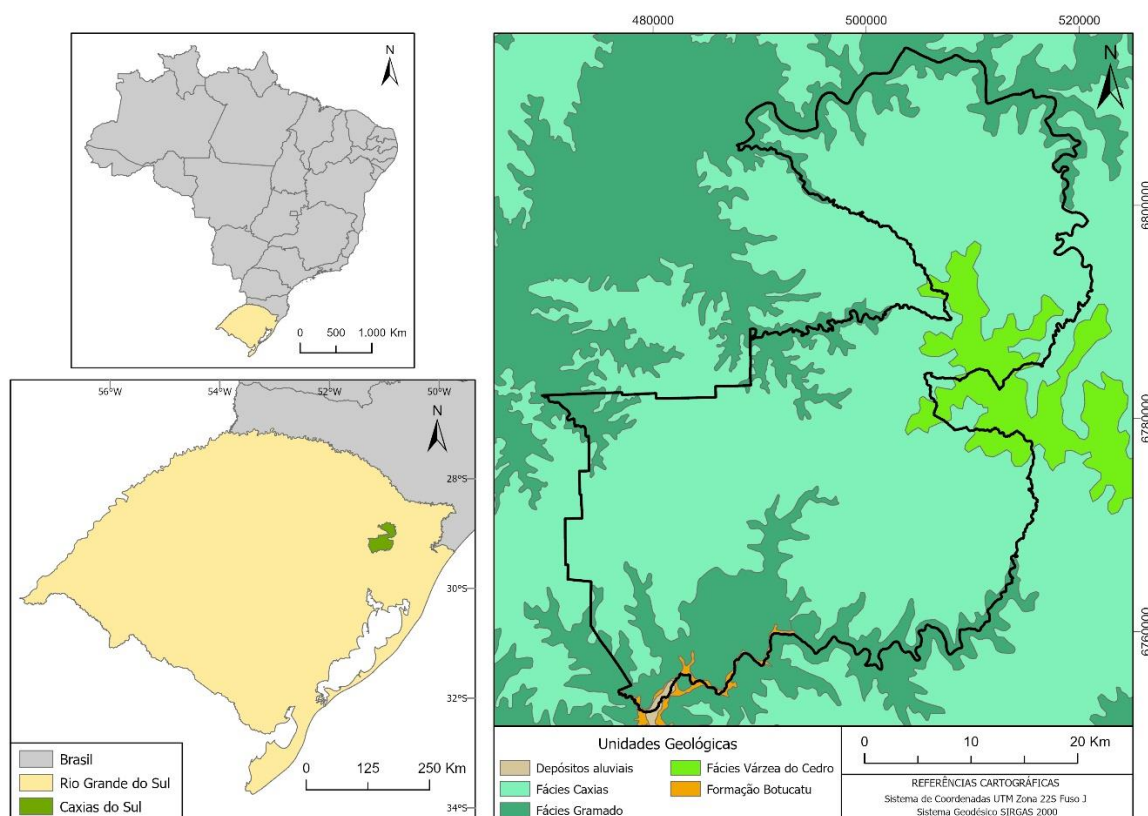 N
0 500 1.000 Km
56°W 54°W 52°W 50°W
N
28°S
30°S
32°S
34°S
0 125 250 Km
Brasil
Rio Grande do Sul
Caxias do Sul
480000 500000 520000
N
6800000
6780000
6760000
Unidades Geológicas
Depósitos aluviais
Fácies Caxias
Fácies Gramado
Fácies Várzea do Cedro
Formação Botucatu
0 10 20 Km
REFERÊNCIAS CARTOGRÁFICAS
Sistema de Coordenadas UTM Zona 22S Fuso J
Sistema Geodésico SIRGAS 2000